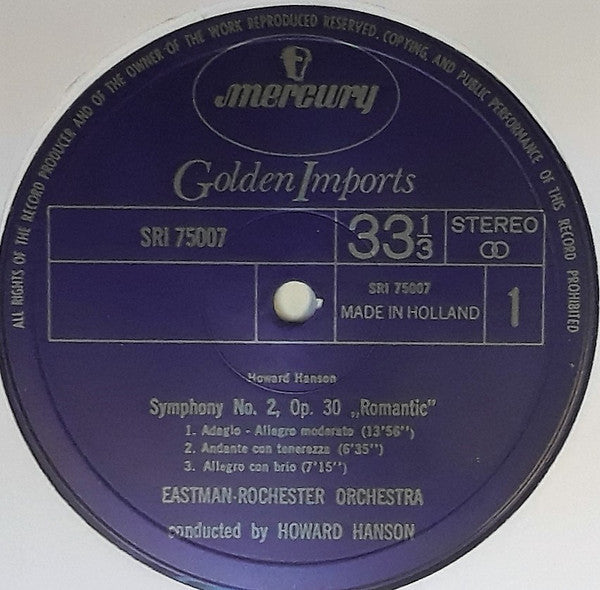 ALL RIGHTS OF THE RECORD PRODUCER AND OF THE OWNER OF THE WORK REPRODUCED RESERVED. COPYING, AND PUBLIC PERFORMANCE OF THIS RECORD PROHIBITED
mercury
Golden Imports
SRI 75007
33 1/3
STEREO
SRI 75007
MADE IN HOLLAND
1
Howard Hanson
Symphony No. 2, Op. 30 „Romantic"
1. Adagio - Allegro moderato (13'56'')
2. Andante con tenerezza (6'35'')
3. Allegro con brio (7'15'')
EASTMAN-ROCHESTER ORCHESTRA
conducted by HOWARD HANSON